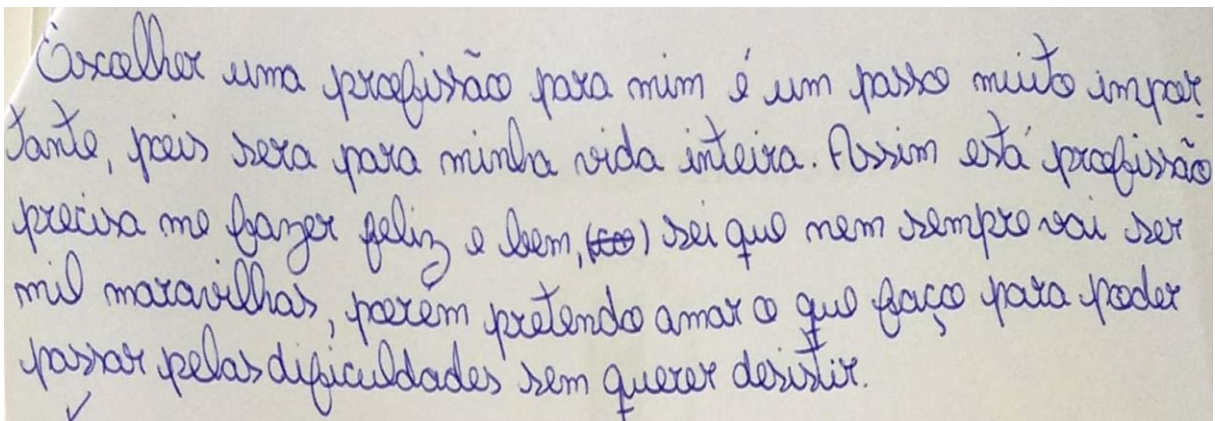 Escolher uma profissão para mim é um passo muito impor
tante, pois sera para minha vida inteira. Assim está profissão
precisa me fazer feliz e bem, sei que nem sempre vai ser
mil maravilhas, porém pretendo amar o que faço para poder
passar pelas dificuldades sem querer desistir.